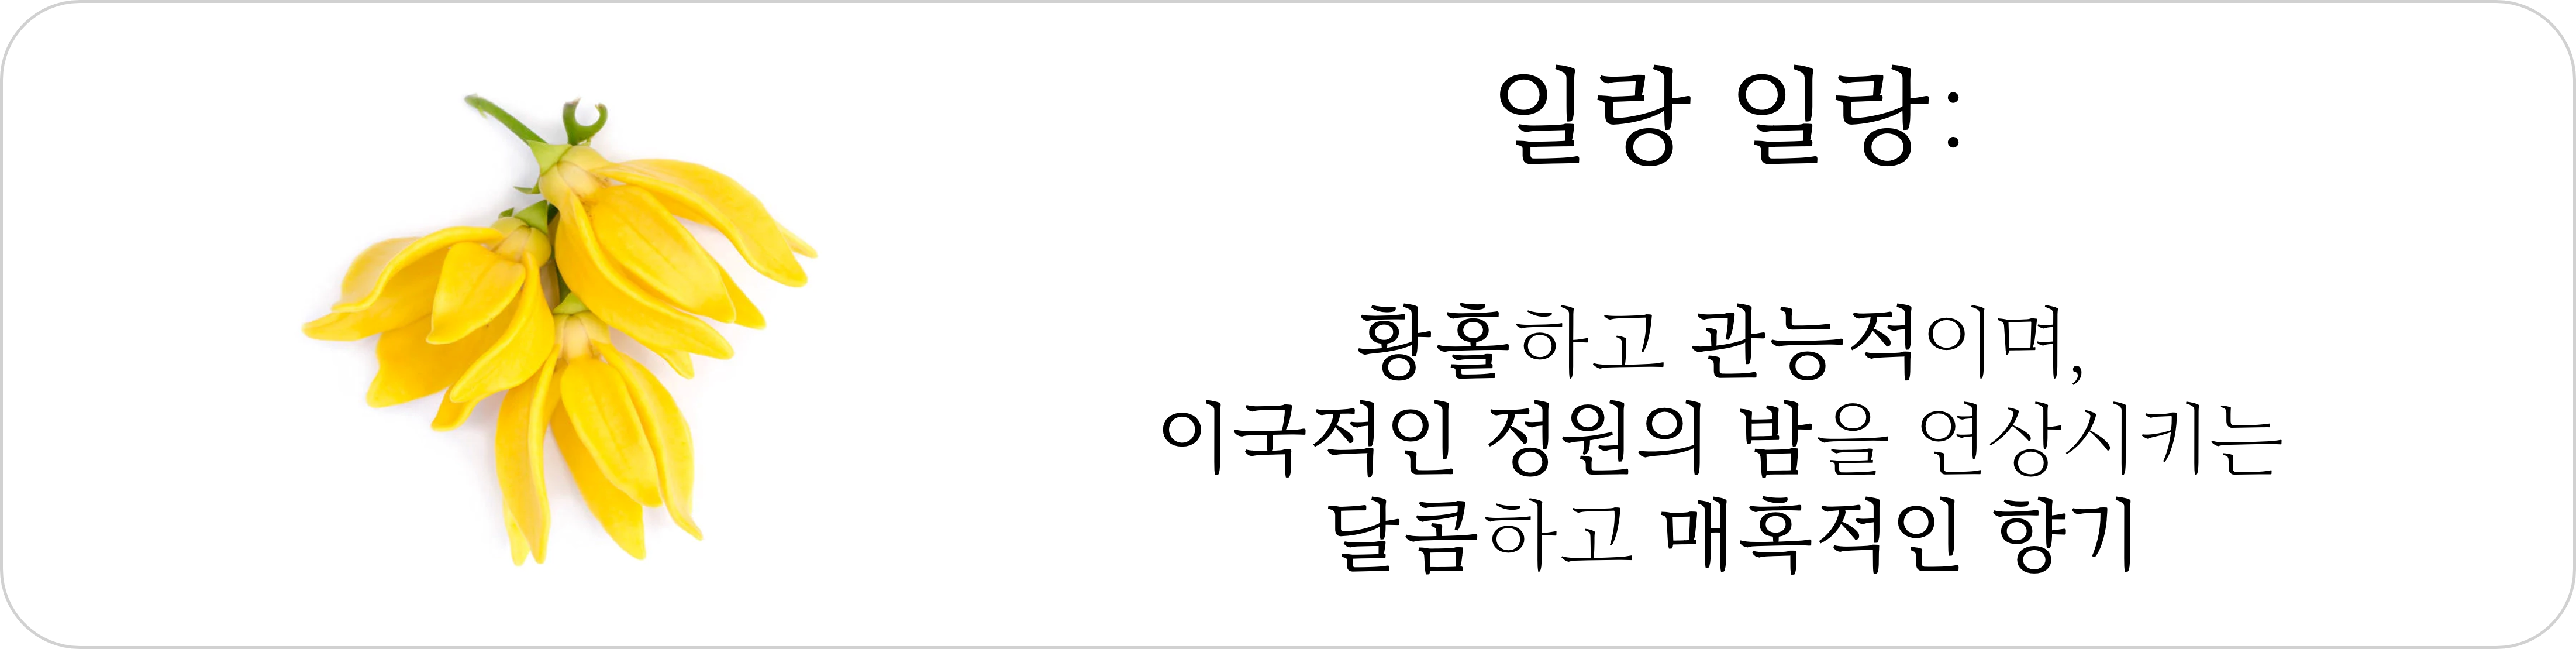 일랑 일랑:
황홀하고 관능적이며,
이국적인 정원의 밤을 연상시키는
달콤하고 매혹적인 향기